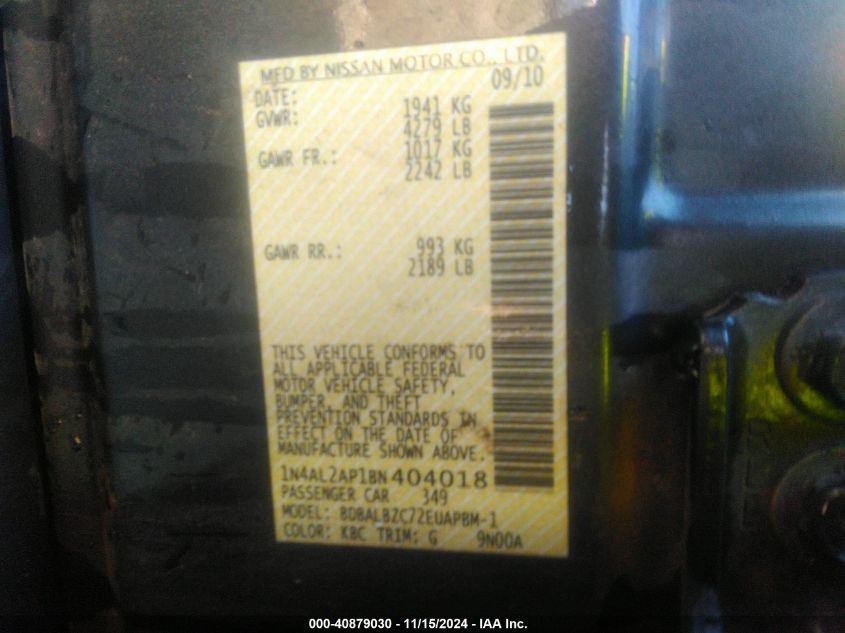 MFD BY NISSAN MOTOR CO., LTD.
DATE: 09/10
GVWR: 1941 KG
4279 LB
GAWR FR.: 1017 KG
2242 LB
GAWR RR.: 993 KG
2189 LB
THIS VEHICLE CONFORMS TO
ALL APPLICABLE FEDERAL
MOTOR VEHICLE SAFETY,
BUMPER, AND THEFT
PREVENTION STANDARDS IN
EFFECT ON THE DATE OF
MANUFACTURE SHOWN ABOVE.
1N4AL2AP1BN404018
PASSENGER CAR 349
MODEL: BDBALBZC72EUAPBM-1
COLOR: KBC TRIM: G 9N00A
000-40879030 - 11/15/2024 - IAA Inc.